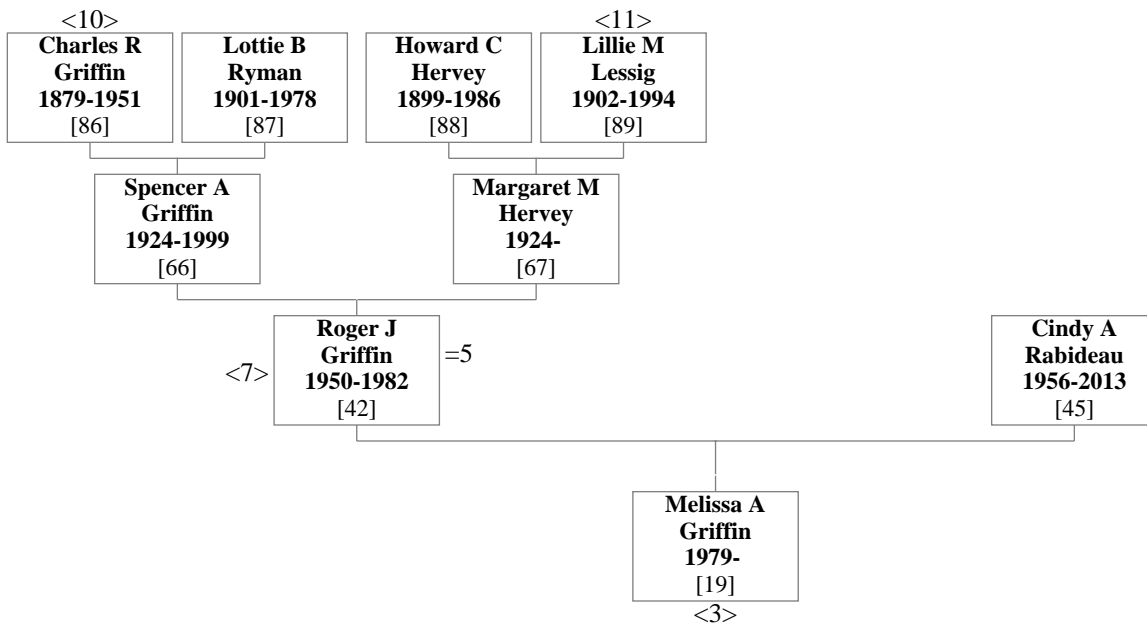 <10>
Charles R
Griffin
1879-1951
[86]
Lottie B
Ryman
1901-1978
[87]
Howard C
Hervey
1899-1986
[88]
<11>
Lillie M
Lessig
1902-1994
[89]
Spencer A
Griffin
1924-1999
[66]
Margaret M
Hervey
1924-
[67]
<7>
Roger J
Griffin
1950-1982
[42]
=5
Cindy A
Rabideau
1956-2013
[45]
Melissa A
Griffin
1979-
[19]
<3>